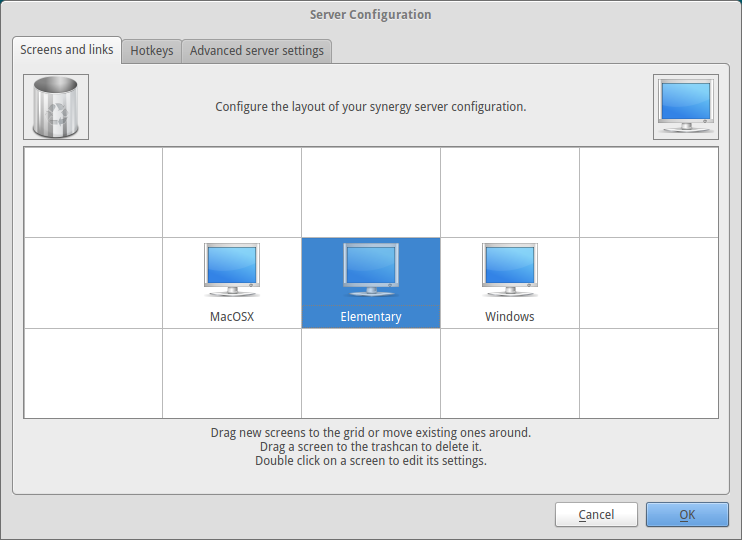 Server Configuration
Screens and links
Hotkeys
Advanced server settings
Configure the layout of your synergy server configuration.
MacOSX
Elementary
Windows
Drag new screens to the grid or move existing ones around.
Drag a screen to the trashcan to delete it.
Double click on a screen to edit its settings.
Cancel
OK